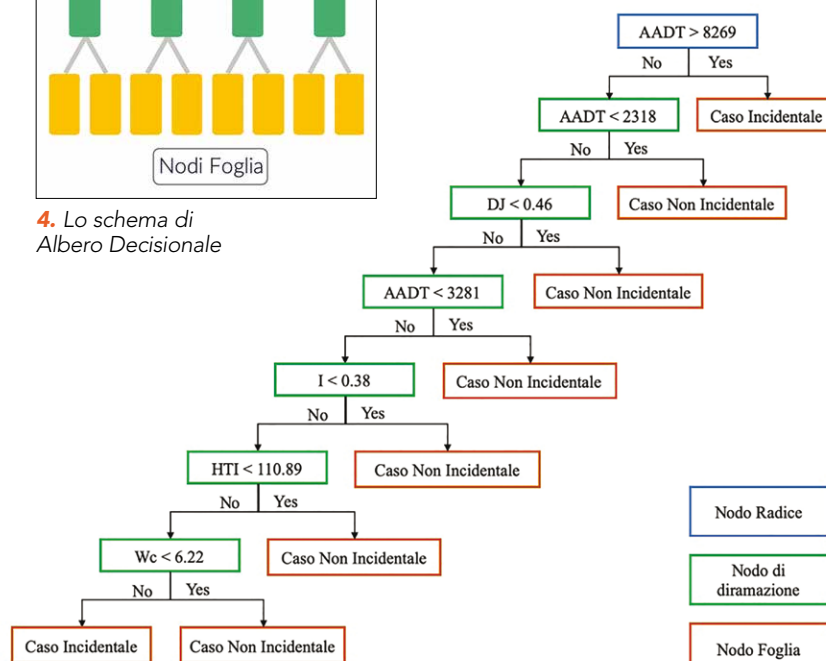 Nodi Foglia
4. Lo schema di
Albero Decisionale
AADT > 8269
No Yes
AADT < 2318
Caso Incidentale
No Yes
DJ < 0.46
Caso Non Incidentale
No Yes
AADT < 3281
Caso Non Incidentale
No Yes
I < 0.38
Caso Non Incidentale
No Yes
HTI < 110.89
Caso Non Incidentale
No Yes
Wc < 6.22
Caso Non Incidentale
No Yes
Caso Incidentale
Caso Non Incidentale
Nodo Radice
Nodo di
diramazione
Nodo Foglia